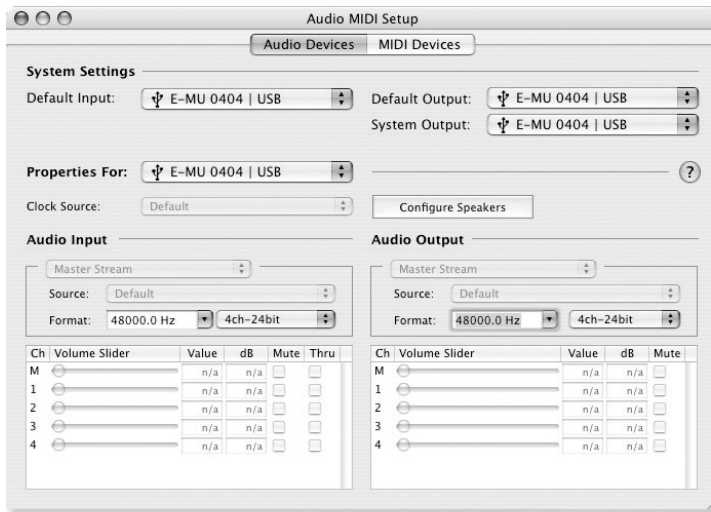 Audio MIDI Setup
Audio Devices MIDI Devices
System Settings
Default Input: E-MU 0404 | USB
Default Output: E-MU 0404 | USB
System Output: E-MU 0404 | USB
Properties For: E-MU 0404 | USB
?
Clock Source: Default
Configure Speakers
Audio Input
Master Stream
Source: Default
Format: 48000.0 Hz 4ch-24bit
Ch Volume Slider Value dB Mute Thru
M n/a n/a
1 n/a n/a
2 n/a n/a
3 n/a n/a
4 n/a n/a
Audio Output
Master Stream
Source: Default
Format: 48000.0 Hz 4ch-24bit
Ch Volume Slider Value dB Mute
M n/a n/a
1 n/a n/a
2 n/a n/a
3 n/a n/a
4 n/a n/a